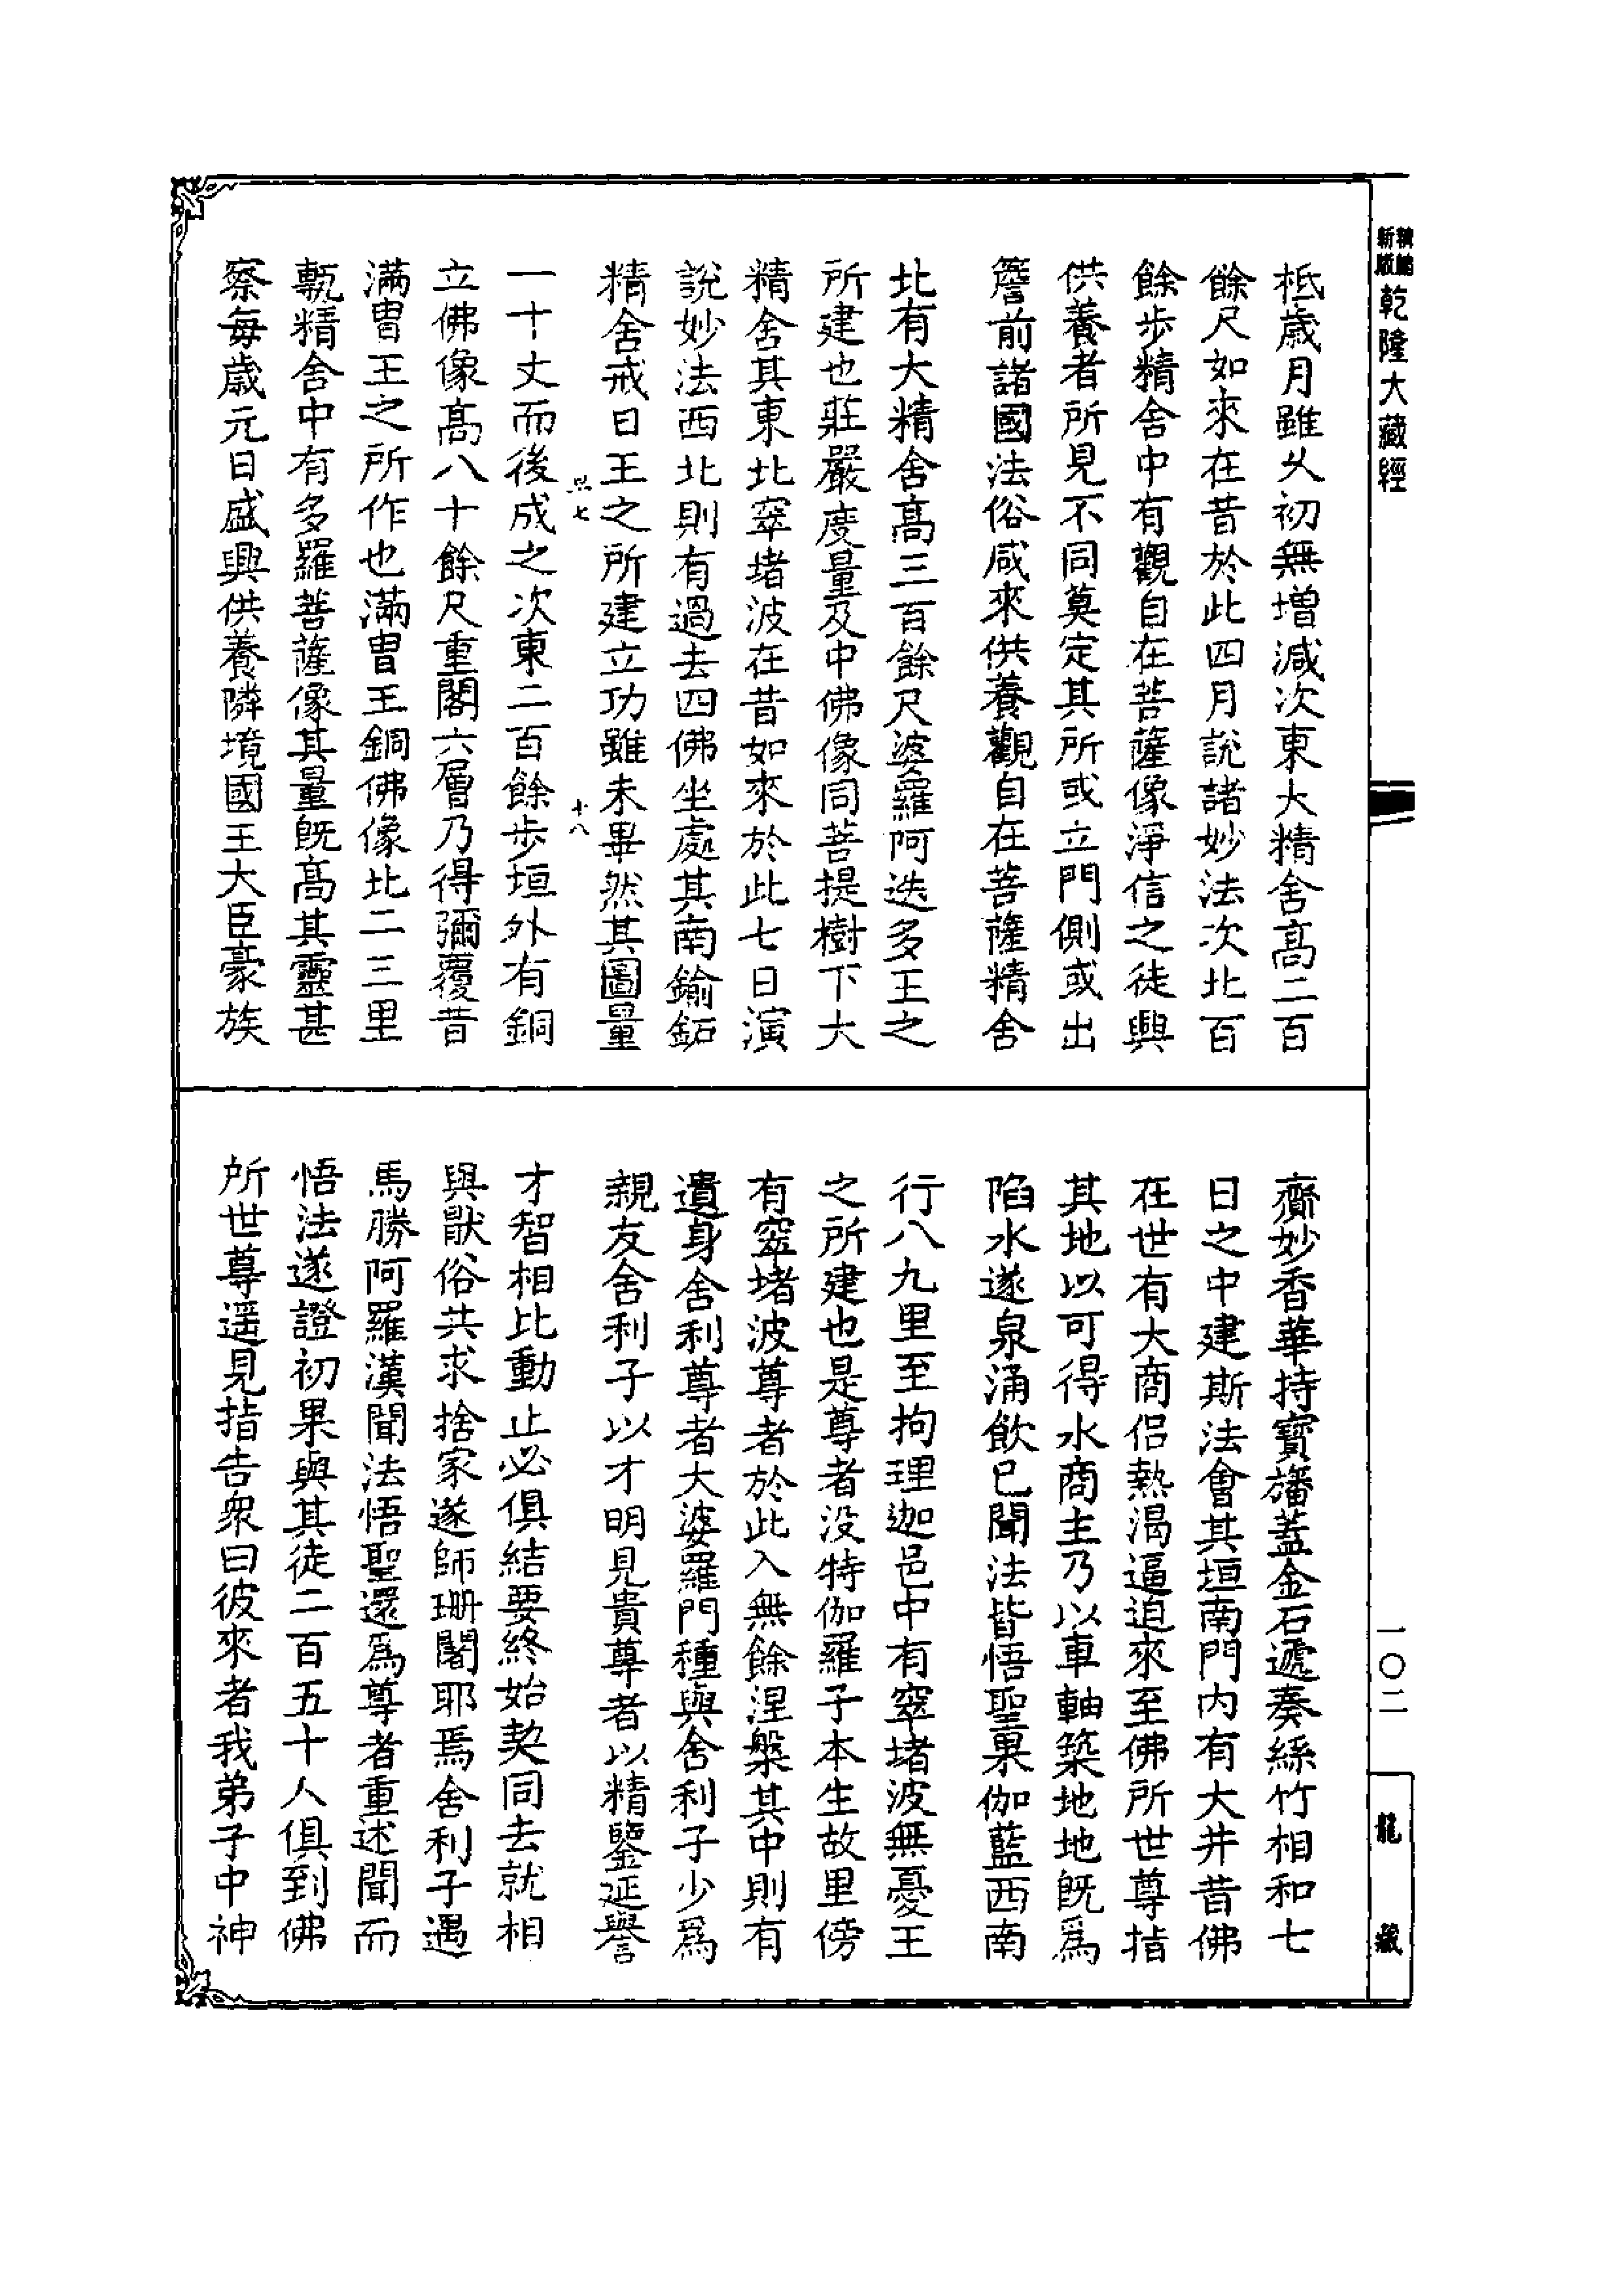 精縮
新版
乾隆大藏經
柢歲月雖久初無增減次東大精舍高二百
餘尺如來在昔於此四月說諸妙法次北百
餘步精舍中有觀自在菩薩像淨信之徒興
供養者所見不同莫定其所或立門側或出
簷前諸國法俗咸來供養觀自在菩薩精舍
北有大精舍高三百餘尺婆羅阿迭多王之
所建也莊嚴度量及中佛像同菩提樹下大
精舍其東北窣堵波在昔如來於此七日演
說妙法西北則有過去四佛坐處其南鍮鉐
精舍戒日王之所建立功雖未畢然其圖量
一十丈而後成之次東二百餘步垣外有銅
立佛像高八十餘尺重閣六層乃得彌覆昔
滿冑王之所作也滿冑王銅佛像北二三里
甎精舍中有多羅菩薩像其量既高其靈甚
察每歲元日盛興供養隣境國王大臣豪族
七
十八
齎妙香華持寶旛蓋金石遞奏絲竹相和七
日之中建斯法會其垣南門內有大井昔佛
在世有大商侶熱渴逼迫來至佛所世尊指
其地以可得水商主乃以車軸築地地既爲
陷水遂泉涌飲已聞法皆悟聖果伽藍西南
行八九里至拘理迦邑中有窣堵波無憂王
之所建也是尊者没特伽羅子本生故里傍
有窣堵波尊者於此入無餘涅槃其中則有
遺身舍利尊者大婆羅門種與舍利子少爲
親友舍利子以才明見貴尊者以精鑒延譽
才智相比動止必俱結要終始契同去就相
與猒俗共求捨家遂師珊闍耶焉舍利子遇
馬勝阿羅漢聞法悟聖還爲尊者重述聞而
悟法遂證初果與其徒二百五十人俱到佛
所世尊遥見指告衆曰彼來者我弟子中神
一〇二
龍藏